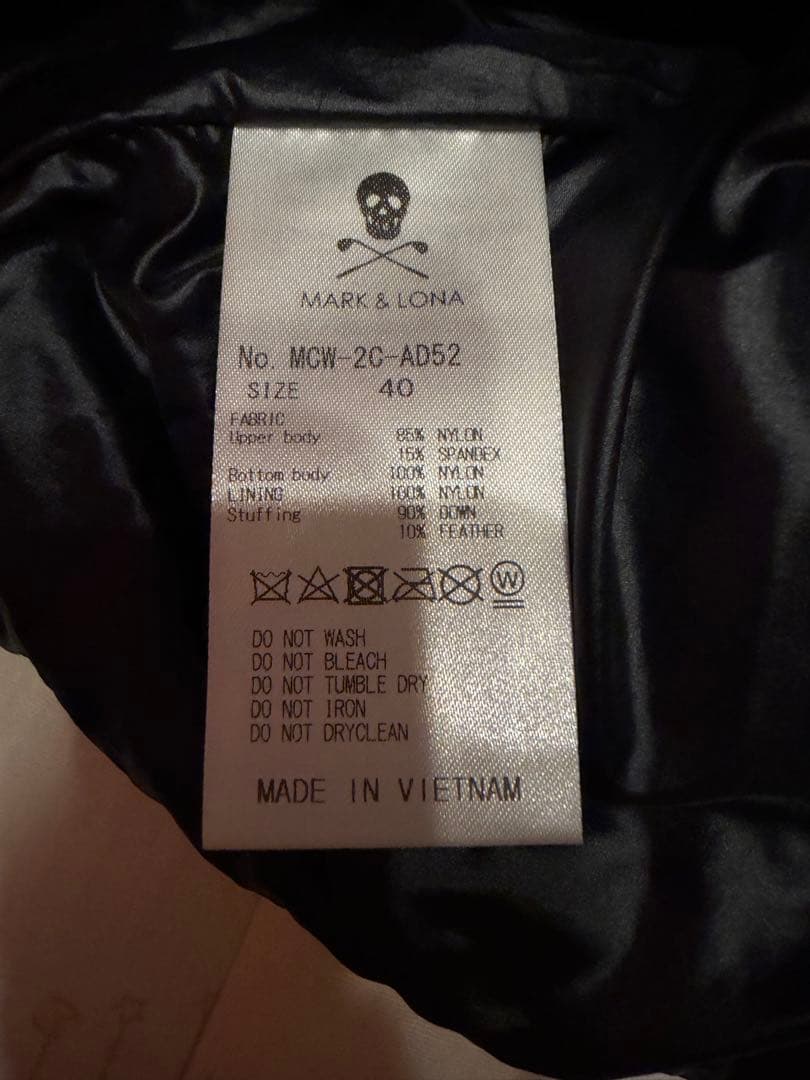 MARK & LONA
No. MCW-2C-AD52
SIZE 40
FABRIC
Upper body 85% NYLON
15% SPANDEX
Bottom body 100% NYLON
LINING 100% NYLON
Stuffing 90% DOWN
10% FEATHER
W
DO NOT WASH
DO NOT BLEACH
DO NOT TUMBLE DRY
DO NOT IRON
DO NOT DRYCLEAN
MADE IN VIETNAM